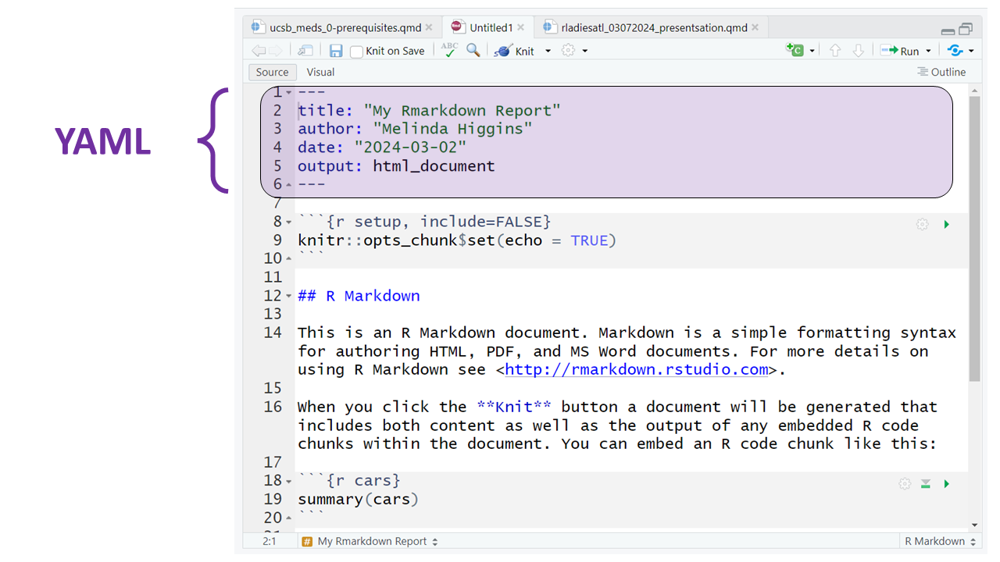 ucsb_meds_0-prerequisites.qmd Untitled1 rladiesatl_03072024_presentsation.qmd
Knit on Save ABC Knit Run
Source Visual Outline
YAML
1 ---
2 title: "My Rmarkdown Report"
3 author: "Melinda Higgins"
4 date: "2024-03-02"
5 output: html_document
6 ---
7
8 ```{r setup, include=FALSE}
9 knitr::opts_chunk$set(echo = TRUE)
10 ```
11
12 ## R Markdown
13
14 This is an R Markdown document. Markdown is a simple formatting syntax
for authoring HTML, PDF, and MS Word documents. For more details on
using R Markdown see <http://rmarkdown.rstudio.com>.
15
16 When you click the **Knit** button a document will be generated that
includes both content as well as the output of any embedded R code
chunks within the document. You can embed an R code chunk like this:
17
18 ```{r cars}
19 summary(cars)
20 ```
2:1 # My Rmarkdown Report R Markdown